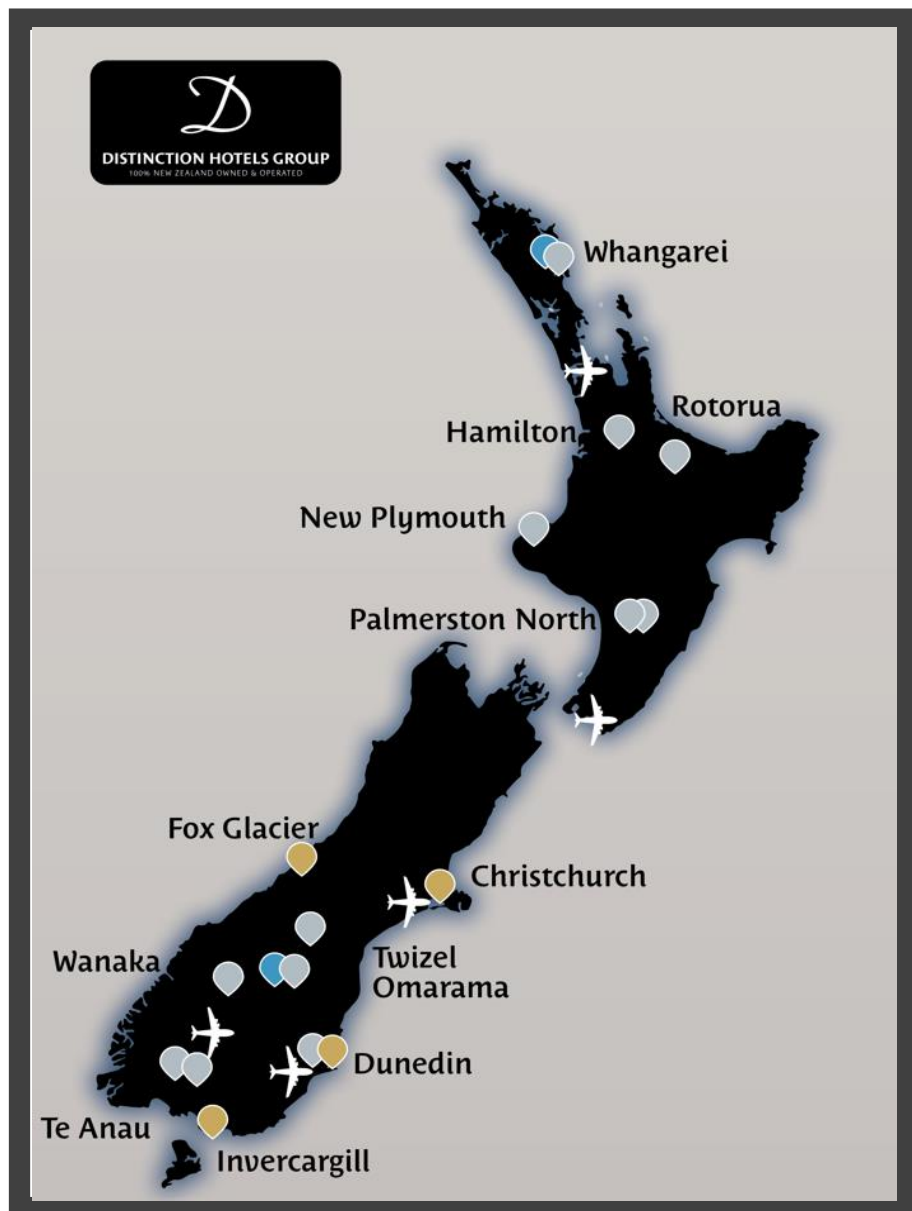 D
DISTINCTION HOTELS GROUP
100% NEW ZEALAND OWNED & OPERATED
Whangarei
Rotorua
Hamilton
New Plymouth
Palmerston North
Fox Glacier
Christchurch
Wanaka
Twizel
Omarama
Dunedin
Te Anau
Invercargill